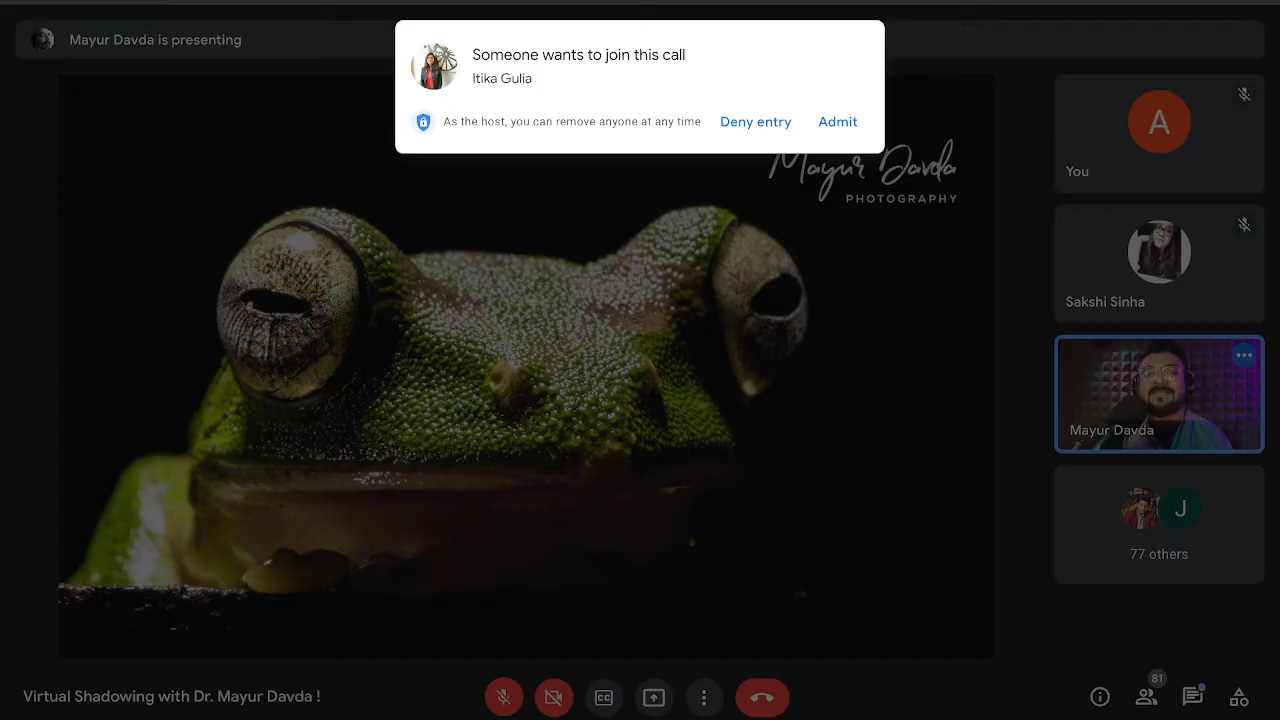 Mayur Davda is presenting
Someone wants to join this call
Itika Gulia
As the host, you can remove anyone at any time
Deny entry
Admit
Mayur Davda
PHOTOGRAPHY
A
You
Sakshi Sinha
Mayur Davda
J
77 others
Virtual Shadowing with Dr. Mayur Davda !
CC
81